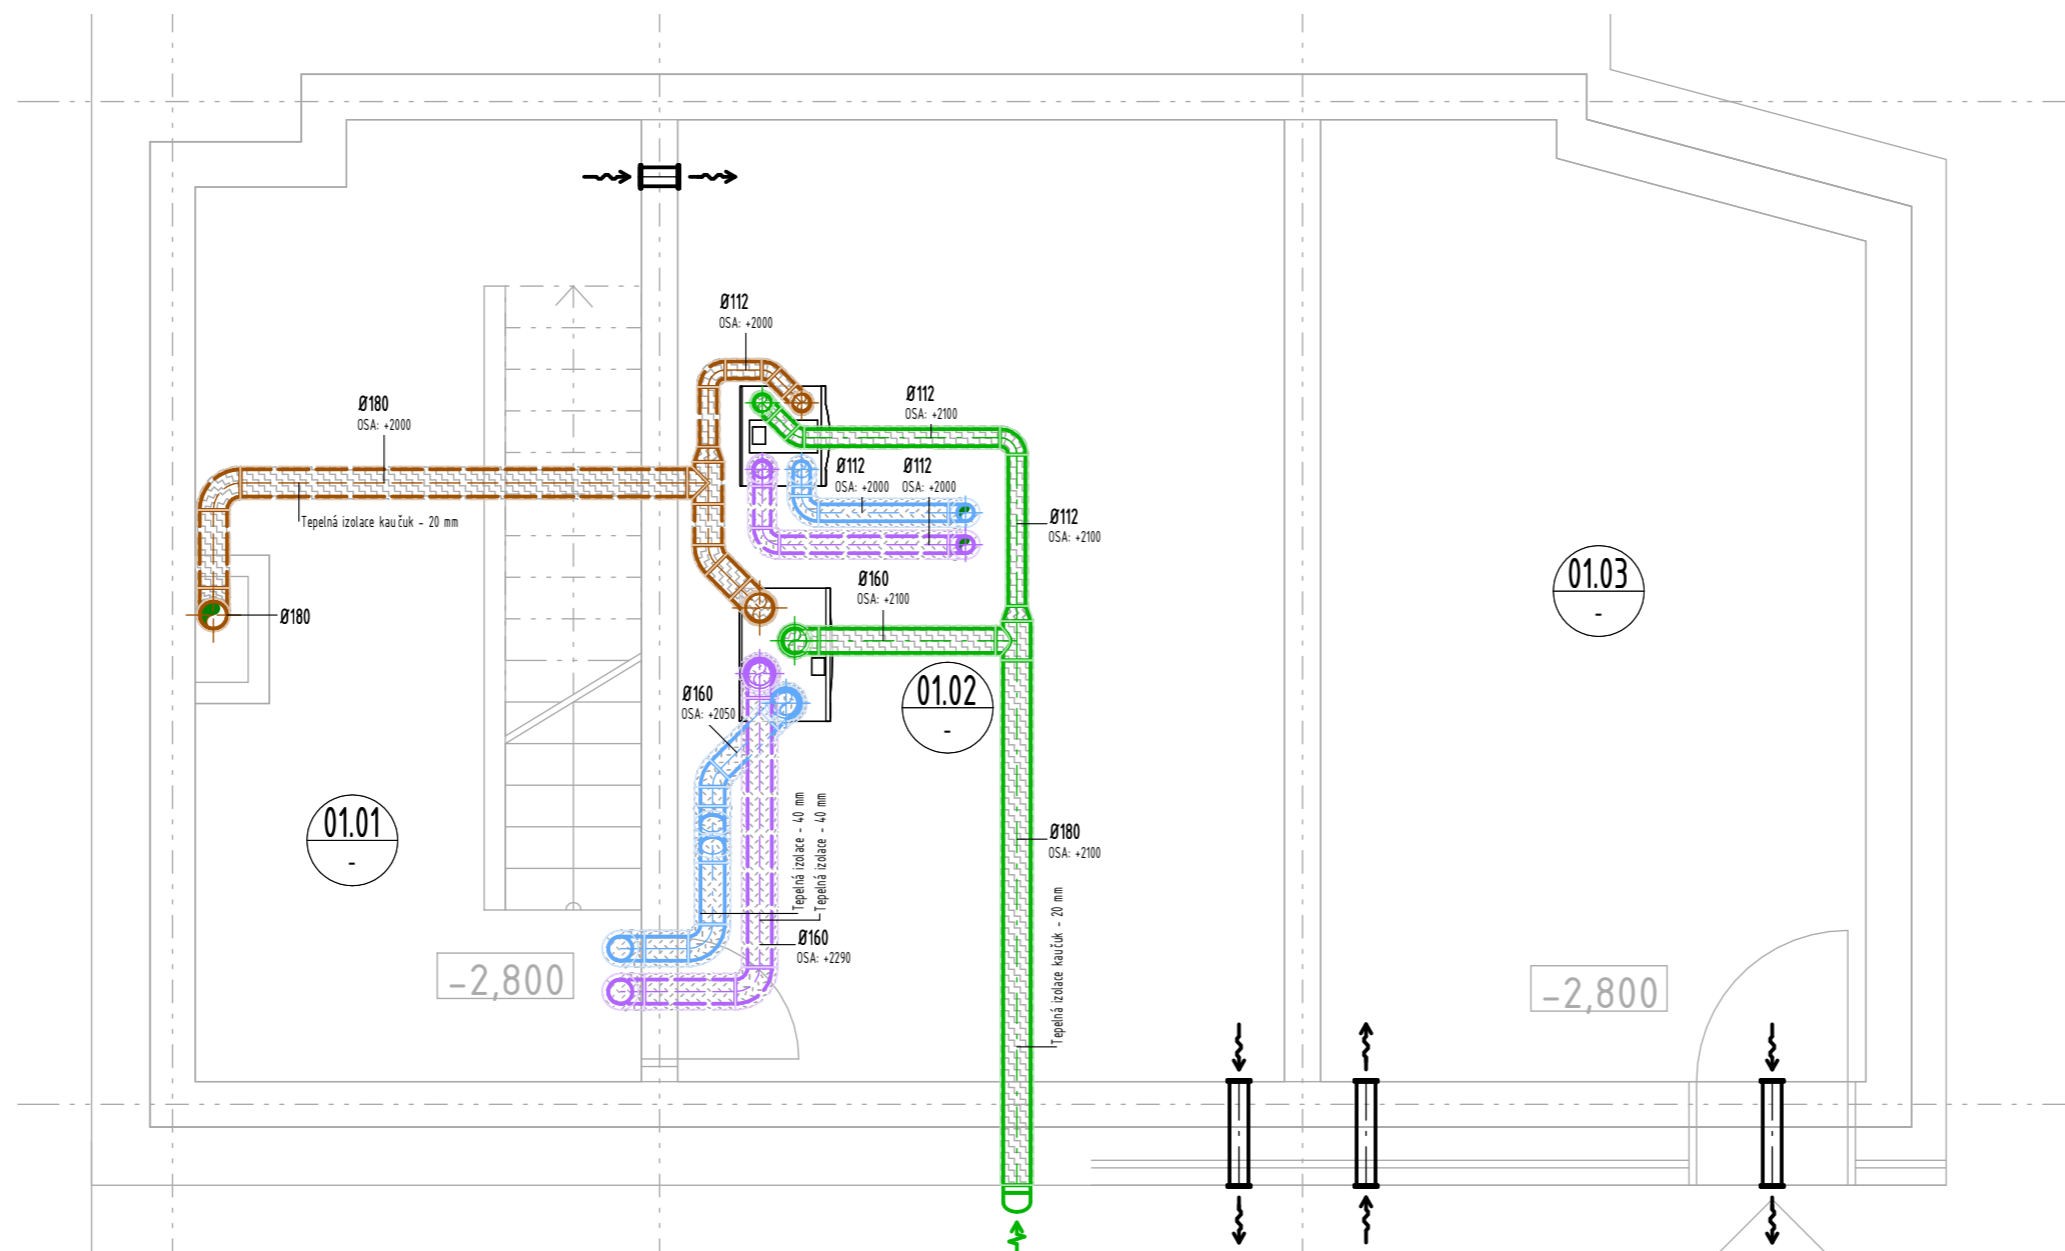 Ø112
OSA: +2000
Ø180
OSA: +2000
Ø112
OSA: +2100
Ø112
OSA: +2000
Ø112
OSA: +2000
Tepelná izolace kaučuk - 20 mm
Ø112
OSA: +2100
Ø160
OSA: +2100
01.03
-
Ø180
01.02
-
Ø160
OSA: +2050
01.01
-
Tepelná izolace - 40 mm
Tepelná izolace - 40 mm
Ø180
OSA: +2100
Tepelná izolace kaučuk - 20 mm
Ø160
OSA: +2290
-2,800
-2,800